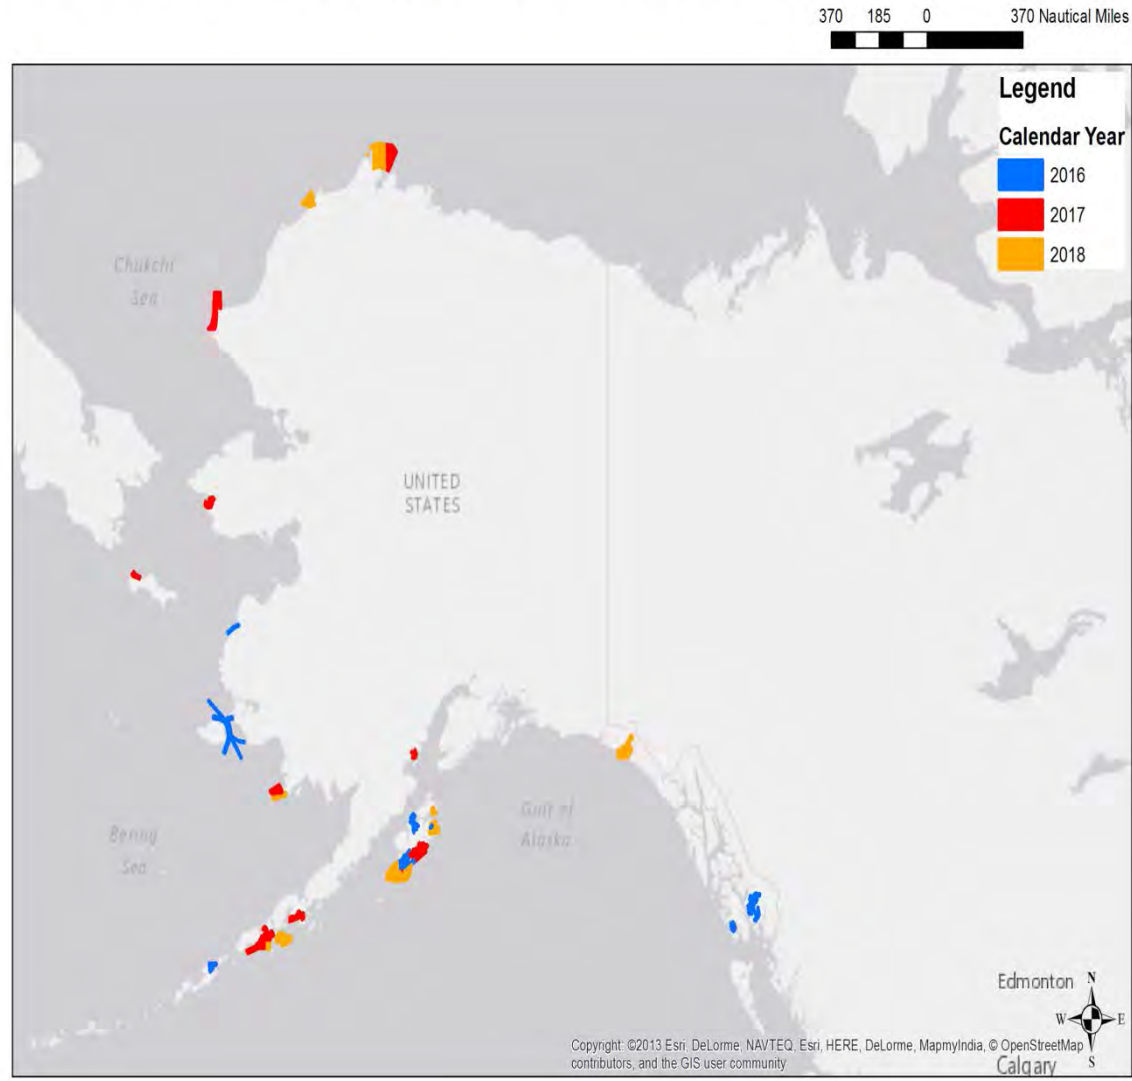 370 185 0 370 Nautical Miles
Legend
Calendar Year
2016
2017
2018
Chukchi
Sea
UNITED
STATES
Gulf of
Alaska
Bering
Sea
Edmonton
N
W E
S
Copyright: ©2013 Esri, DeLorme, NAVTEQ, Esri, HERE, DeLorme, MapmyIndia, © OpenStreetMap
contributors, and the GIS user community
Calgary